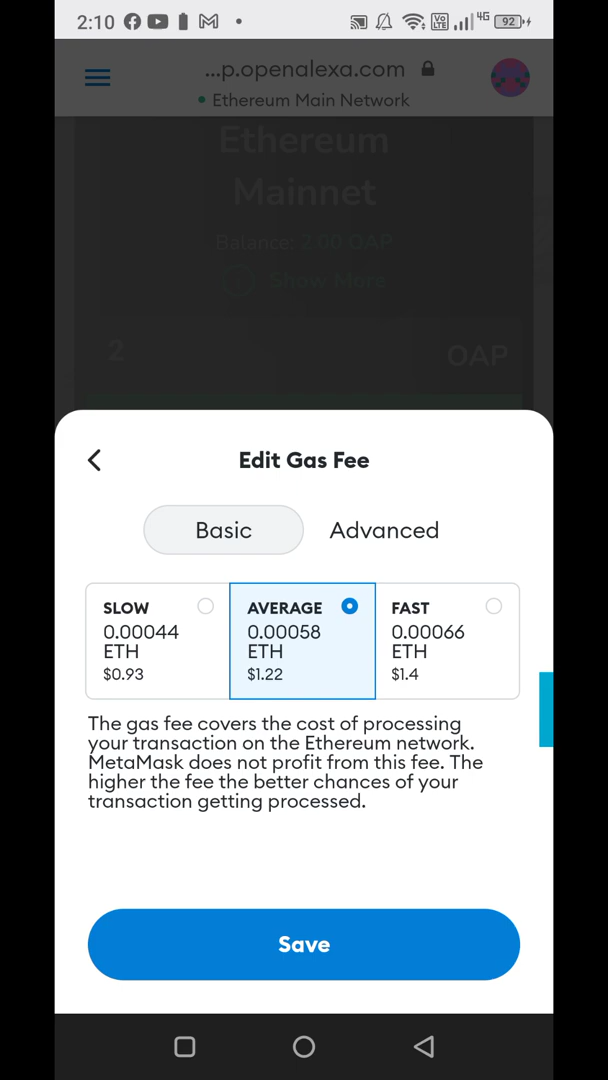 2:10
4G
92
...p.openalexa.com
Ethereum Main Network
Ethereum
Mainnet
Balance: 2.00 OAP
Show More
2 OAP
Edit Gas Fee
Basic Advanced
SLOW AVERAGE FAST
0.00044 0.00058 0.00066
ETH ETH ETH
$0.93 $1.22 $1.4
The gas fee covers the cost of processing
your transaction on the Ethereum network.
MetaMask does not profit from this fee. The
higher the fee the better chances of your
transaction getting processed.
Save